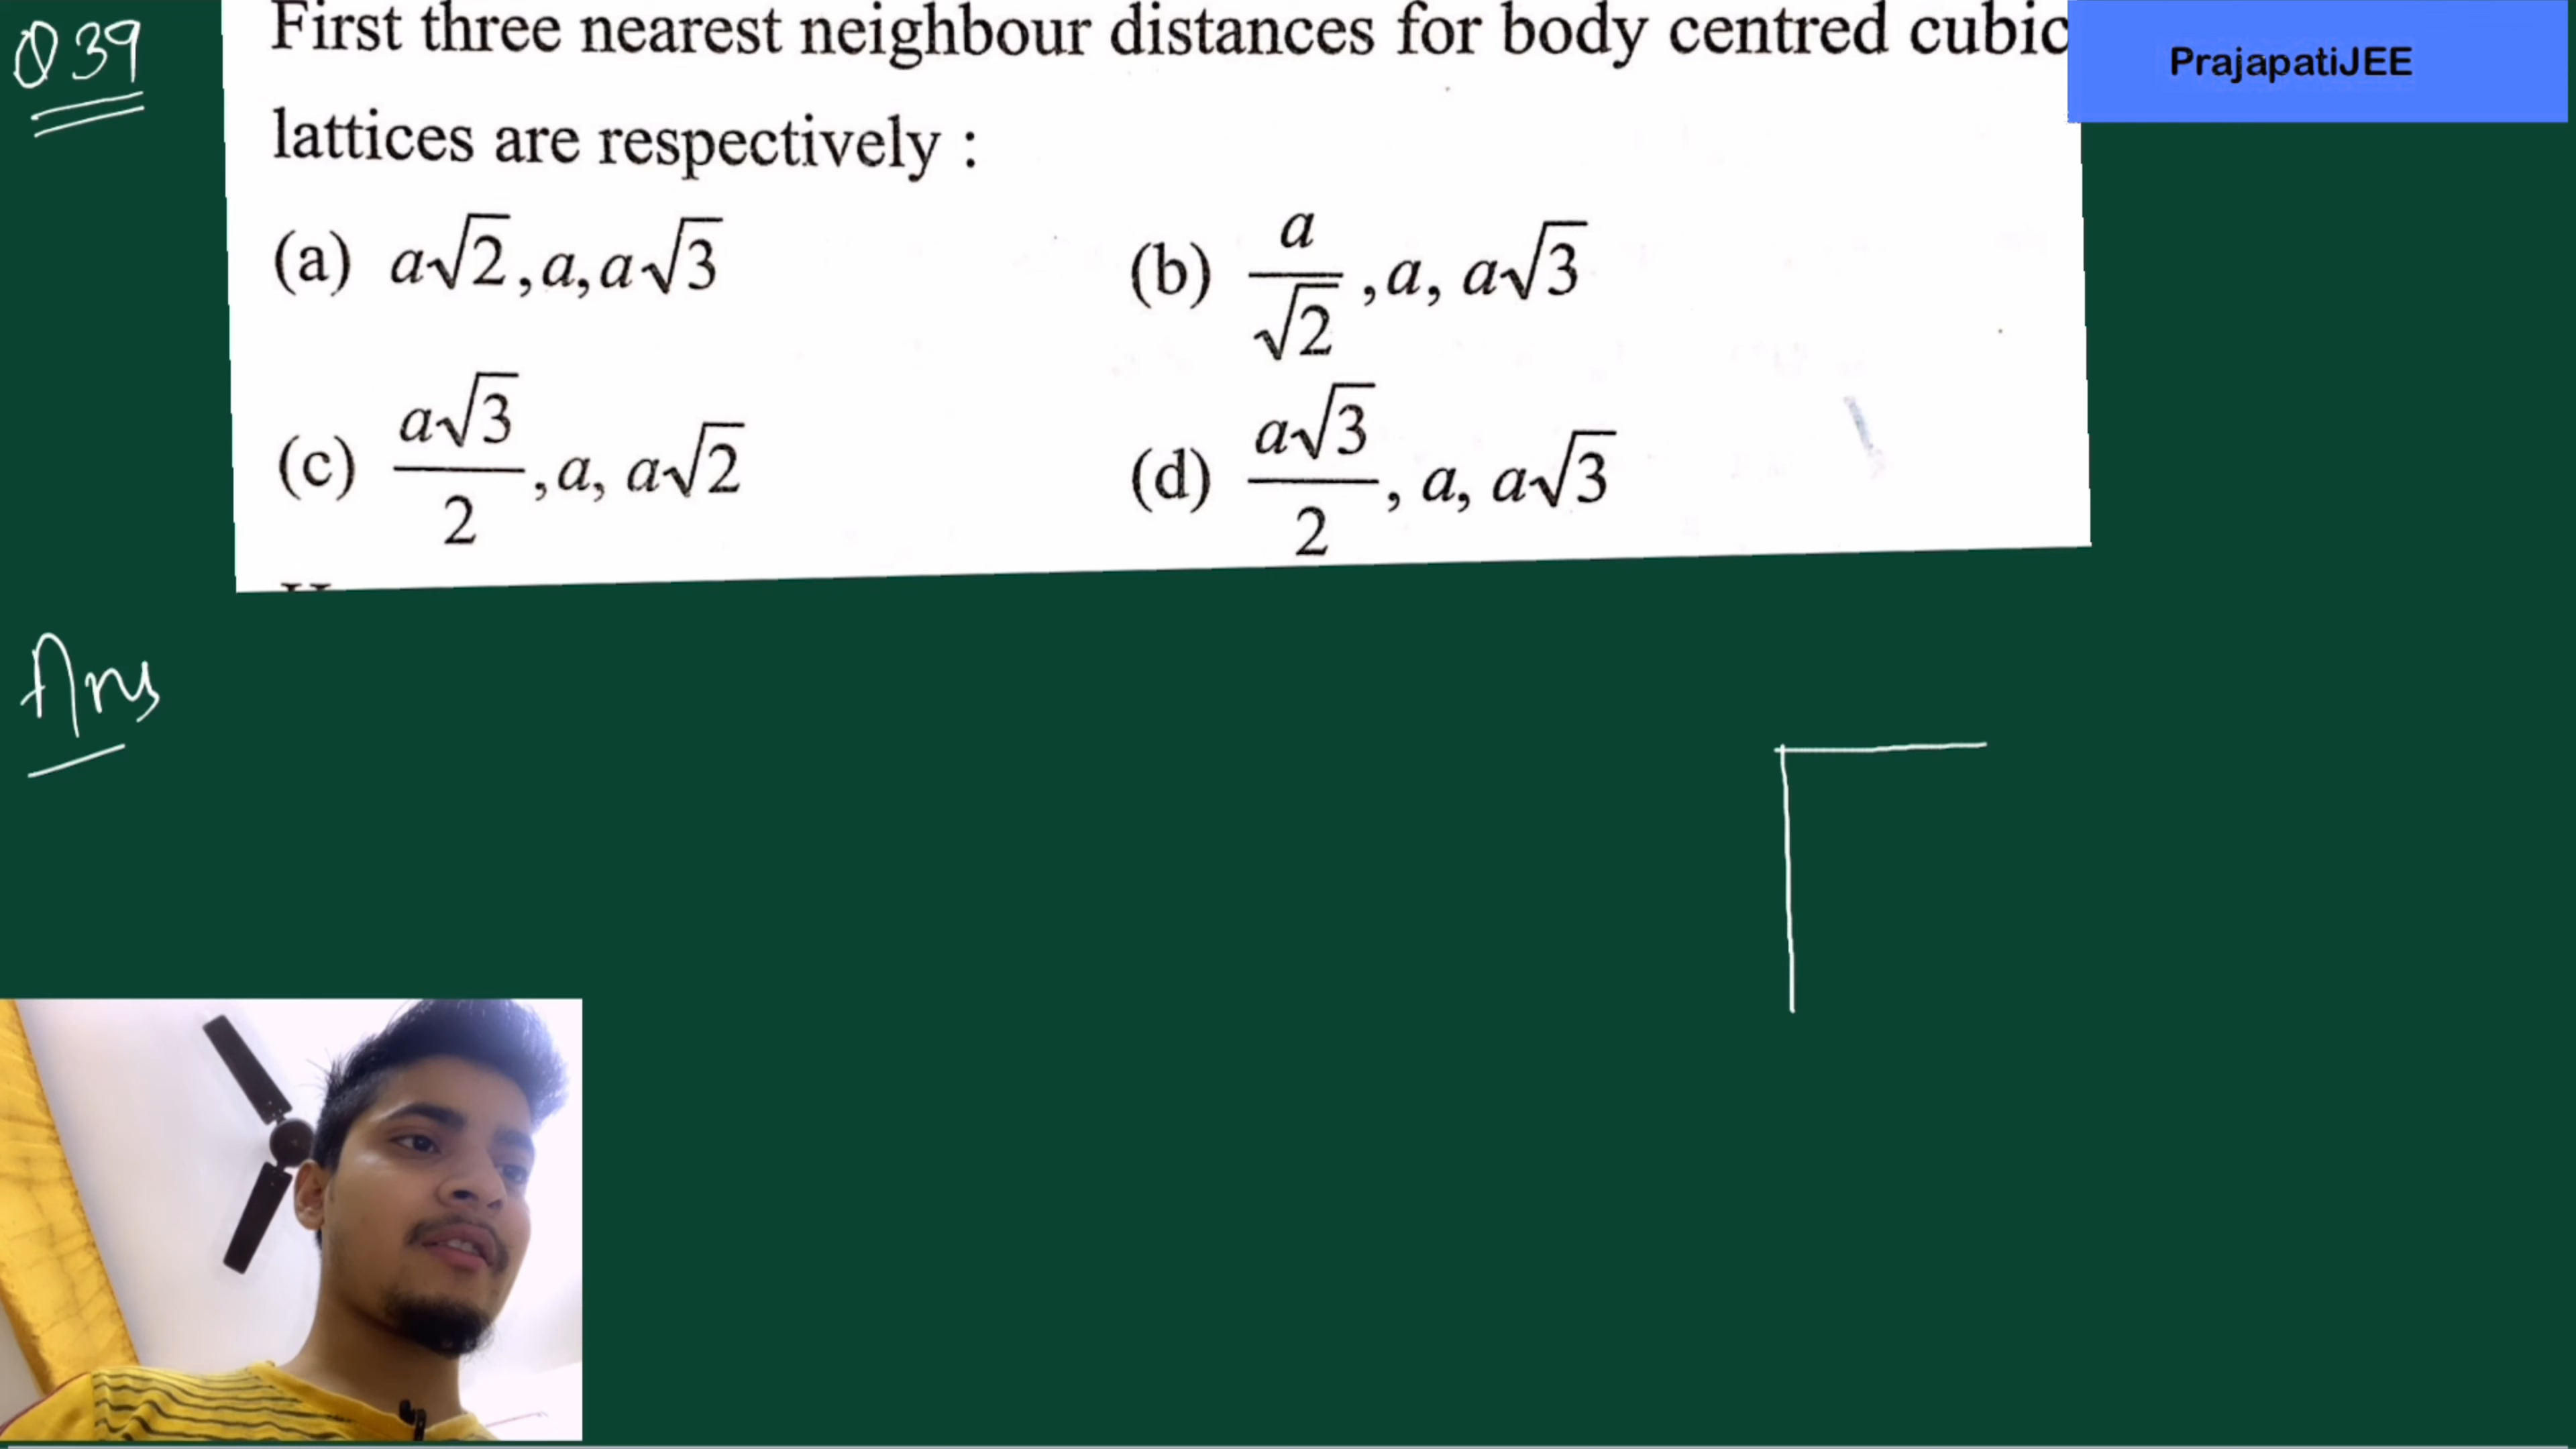 Q39
First three nearest neighbour distances for body centred cubic
PrajapatiJEE
lattices are respectively :
(a) a√2, a, a√3
(b) a/√2, a, a√3
(c) a√3/2, a, a√2
(d) a√3/2, a, a√3
Ans